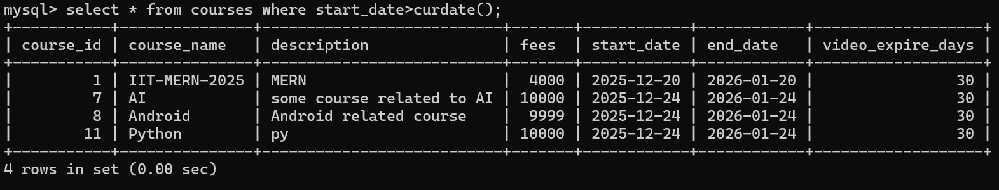 mysql> select * from courses where start_date>curdate();
+-----------+---------------+---------------------------+-------+------------+------------+-------------------+
| course_id | course_name   | description               | fees  | start_date | end_date   | video_expire_days |
+-----------+---------------+---------------------------+-------+------------+------------+-------------------+
|         1 | IIT-MERN-2025 | MERN                      |  4000 | 2025-12-20 | 2026-01-20 |                30 |
|         7 | AI            | some course related to AI | 10000 | 2025-12-24 | 2026-01-24 |                30 |
|         8 | Android       | Android related course    |  9999 | 2025-12-24 | 2026-01-24 |                30 |
|        11 | Python        | py                        | 10000 | 2025-12-24 | 2026-01-24 |                30 |
+-----------+---------------+---------------------------+-------+------------+------------+-------------------+
4 rows in set (0.00 sec)